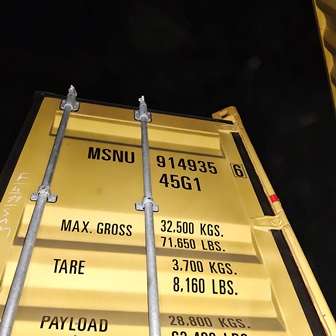 MSNU 914935 6
45G1
MAX. GROSS 32.500 KGS.
71.650 LBS.
TARE 3.700 KGS.
8,160 LBS.
PAYLOAD 28.800 KGS.